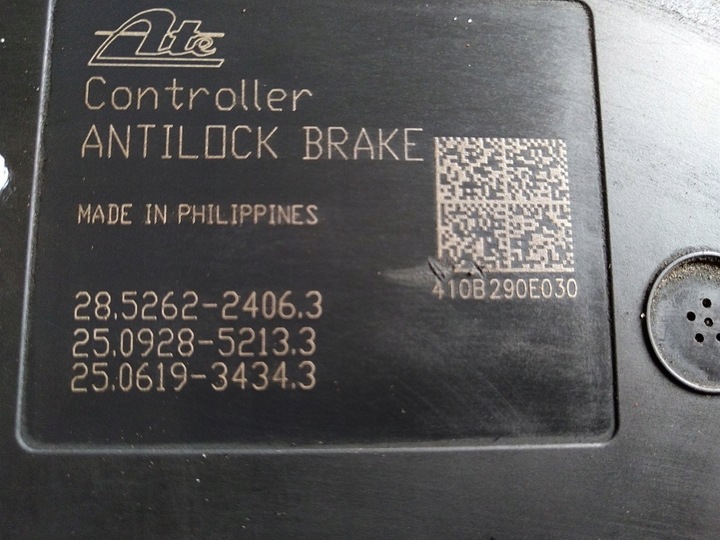 Ate
Controller
ANTILOCK BRAKE
MADE IN PHILIPPINES
410B290E030
28.5262-2406.3
25.0928-5213.3
25.0619-3434.3